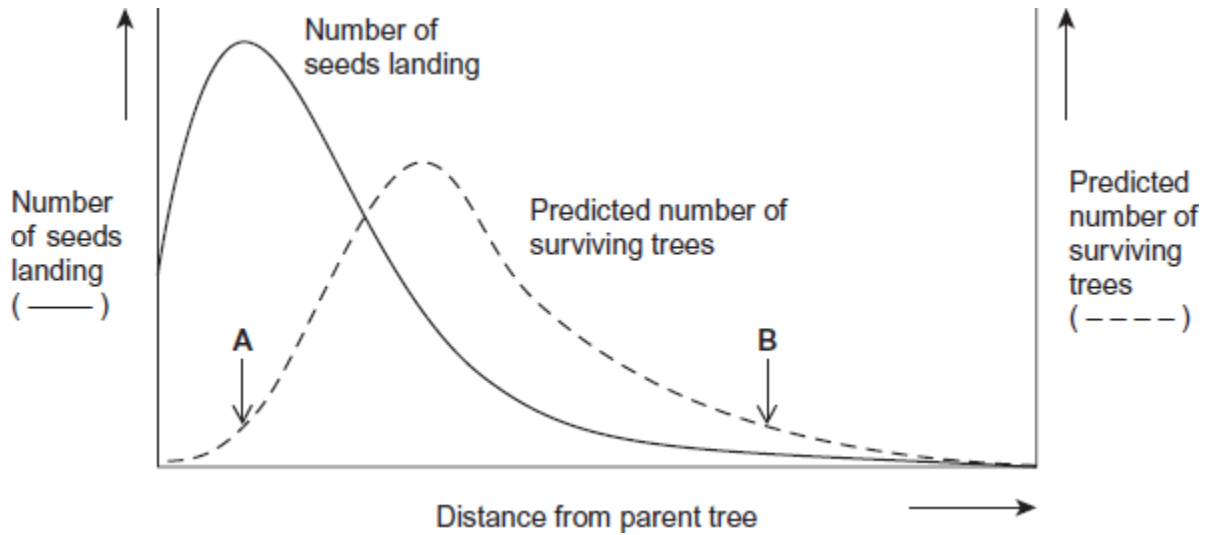 Number of
seeds landing
Number
of seeds
landing
( —— )
Predicted number of
surviving trees
Predicted
number of
surviving
trees
( – – – – )
A
B
Distance from parent tree